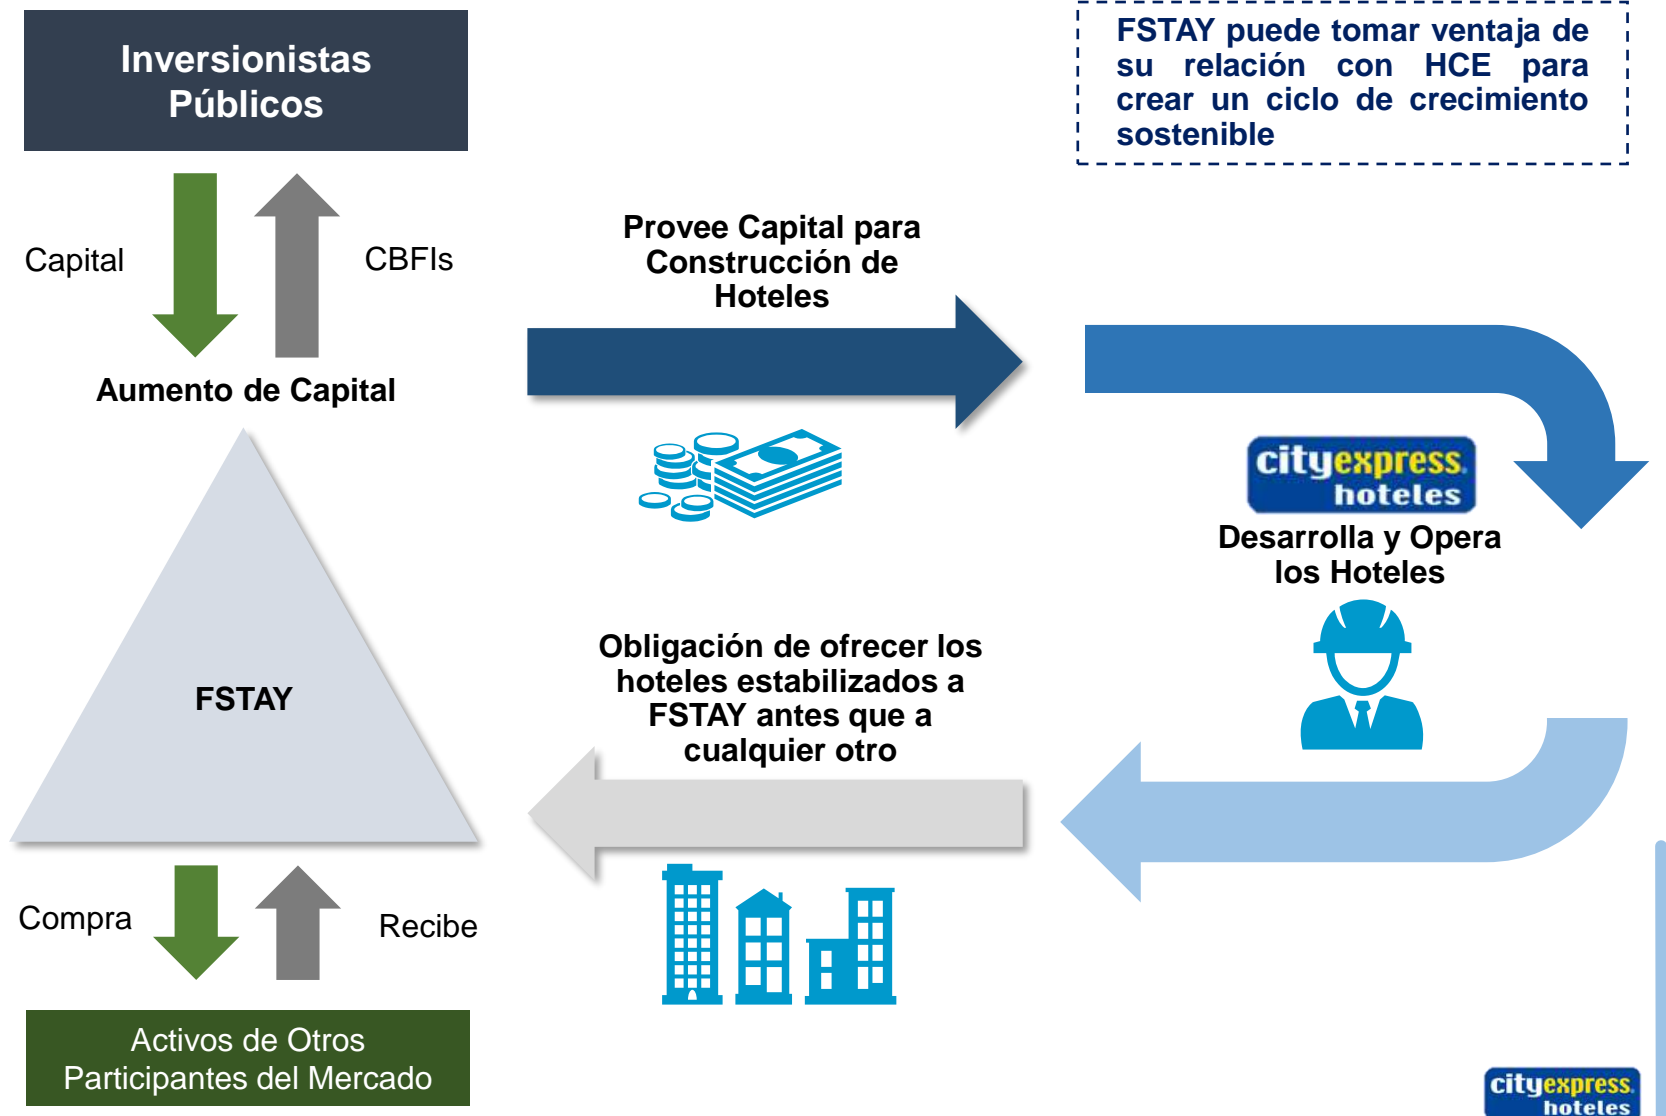 Inversionistas
Públicos
FSTAY puede tomar ventaja de
su relación con HCE para
crear un ciclo de crecimiento
sostenible
Capital
CBFIs
Provee Capital para
Construcción de
Hoteles
Aumento de Capital
cityexpress.
hoteles
Desarrolla y Opera
los Hoteles
FSTAY
Obligación de ofrecer los
hoteles estabilizados a
FSTAY antes que a
cualquier otro
Compra
Recibe
Activos de Otros
Participantes del Mercado
cityexpress.
hoteles